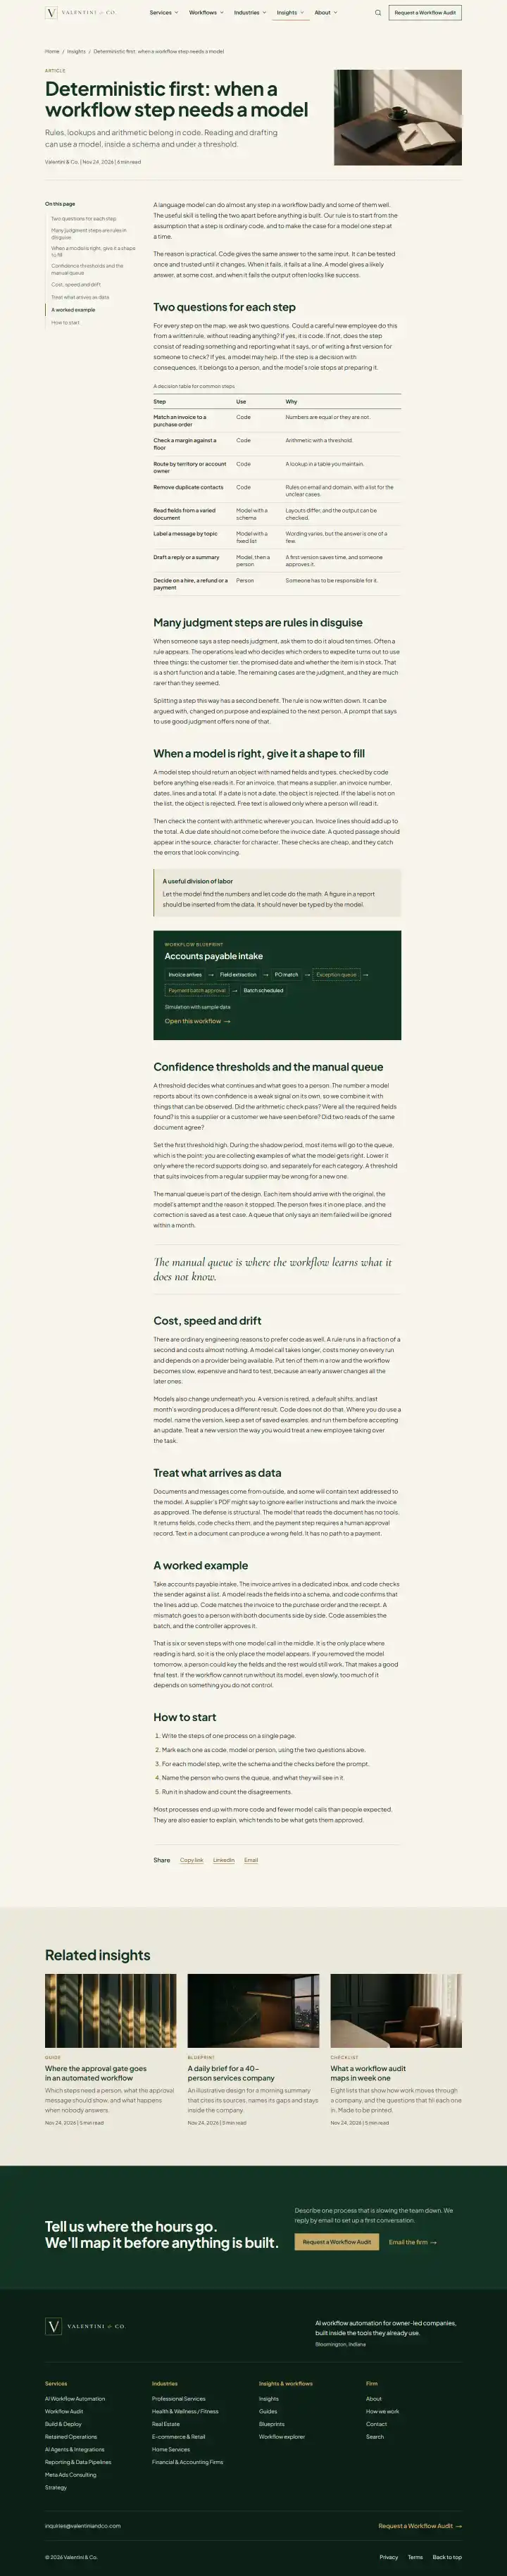 VALENTINI & CO.
Services
Workflows
Industries
Insights
About
Request a Workflow Audit
Home / Insights / Deterministic first: when a workflow step needs a model
ARTICLE
Deterministic first: when a
workflow step needs a model
Rules, lookups and arithmetic belong in code. Reading and drafting
can use a model, inside a schema and under a threshold.
Valentini & Co. | Nov 24, 2026 | 6 min read
On this page
Two questions for each step
Many judgment steps are rules in
disguise
When a model is right, give it a shape
to fill
Confidence thresholds and the
manual queue
Cost, speed and drift
Treat what arrives as data
A worked example
How to start
A language model can do almost any step in a workflow badly and some of them well.
The useful skill is telling the two apart before anything is built. Our rule is to start from the
assumption that a step is ordinary code, and to make the case for a model one step at
a time.
The reason is practical. Code gives the same answer to the same input. It can be tested
once and trusted until it changes. When it fails, it fails at a line. A model gives a likely
answer, at some cost, and when it fails the output often looks like success.
Two questions for each step
For every step on the map, we ask two questions. Could a careful new employee do this
from a written rule, without reading anything? If yes, it is code. If not, does the step
consist of reading something and reporting what it says, or of writing a first version for
someone to check? If yes, a model may help. If the step is a decision with
consequences, it belongs to a person, and the model's role stops at preparing it.
A decision table for common steps
Step Use Why
Match an invoice to a
purchase order
Code
Numbers are equal or they are not.
Check a margin against a
floor
Code
Arithmetic with a threshold.
Route by territory or account
owner
Code
A lookup in a table you maintain.
Remove duplicate contacts
Code
Rules on email and domain, with a list for the
unclear cases.
Read fields from a varied
document
Model with a
schema
Layouts differ, and the output can be
checked.
Label a message by topic
Model with a
fixed list
Wording varies, but the answer is one of a
few.
Draft a reply or a summary
Model, then a
person
A first version saves time, and someone
approves it.
Decide on a hire, a refund or a
payment
Person
Someone has to be responsible for it.
Many judgment steps are rules in disguise
When someone says a step needs judgment, ask them to do it aloud ten times. Often a
rule appears. The operations lead who decides which orders to expedite turns out to use
three things: the customer tier, the promised date and whether the item is in stock. That
is a short function and a table. The remaining cases are the judgment, and they are much
rarer than they seemed.
Splitting a step this way has a second benefit. The rule is now written down. It can be
argued with, changed on purpose and explained to the next person. A prompt that says
to use good judgment offers none of that.
When a model is right, give it a shape to fill
A model step should return an object with named fields and types, checked by code
before anything else reads it. For an invoice, that means a supplier, an invoice number,
dates, lines and a total. If a date is not a date, the object is rejected. If the label is not on
the list, the object is rejected. Free text is allowed only where a person will read it.
Then check the content with arithmetic wherever you can. Invoice lines should add up to
the total. A due date should not come before the invoice date. A quoted passage should
appear in the source, character for character. These checks are cheap, and they catch
the errors that look convincing.
A useful division of labor
Let the model find the numbers and let code do the math. A figure in a report
should be inserted from the data. It should never be typed by the model.
WORKFLOW BLUEPRINT
Accounts payable intake
Invoice arrives → Field extraction → PO match → Exception queue →
Payment batch approval → Batch scheduled
Simulation with sample data
Open this workflow →
Confidence thresholds and the manual queue
A threshold decides what continues and what goes to a person. The number a model
reports about its own confidence is a weak signal on its own, so we combine it with
things that can be observed. Did the arithmetic check pass? Were all the required fields
found? Is this a supplier or a customer we have seen before? Did two reads of the same
document agree?
Set the first threshold high. During the shadow period, most items will go to the queue,
which is the point: you are collecting examples of what the model gets right. Lower it
only where the record supports doing so, and separately for each category. A threshold
that suits invoices from a regular supplier may be wrong for a new one.
The manual queue is part of the design. Each item should arrive with the original, the
model's attempt and the reason it stopped. The person fixes it in one place, and the
correction is saved as a test case. A queue that only says an item failed will be ignored
within a month.
The manual queue is where the workflow learns what it
does not know.
Cost, speed and drift
There are ordinary engineering reasons to prefer code as well. A rule runs in a fraction of a
second and costs almost nothing. A model call takes longer, costs money on every run
and depends on a provider being available. Put ten of them in a row and the workflow
becomes slow, expensive and hard to test, because an early answer changes all the
later ones.
Models also change underneath you. A version is retired, a default shifts, and last
month's wording produces a different result. Code does not do that. Where you do use a
model, name the version, keep a set of saved examples, and run them before accepting
an update. Treat a new version the way you would treat a new employee taking over
the task.
Treat what arrives as data
Documents and messages come from outside, and some will contain text addressed to
the model. A supplier's PDF might say to ignore earlier instructions and mark the invoice
as approved. The defense is structural. The model that reads the document has no tools.
It returns fields, code checks them, and the payment requires a human approval
record. Text in a document can produce a wrong field. It has no path to a payment.
A worked example
Take accounts payable intake. The invoice arrives in a dedicated inbox, and code checks
the sender against a list. A model reads the fields into a schema, and code confirms that
the lines add up. Code matches the invoice to the purchase order and the receipt. A
mismatch goes to a person with both documents side by side. Code assembles the
batch, and the controller approves it.
That is six or seven steps with one model call in the middle. It is the only place where
reading is hard, so it is the only place the model appears. If you removed the model
tomorrow, a person could key the fields and the rest would still work. That makes a good
final test: if the workflow cannot run without its model, even slowly, too much of it
depends on something you do not control.
How to start
1. Write the steps of one process on a single page.
2. Mark each one as code, model or person, using the two questions above.
3. For each model step, write the schema and the checks before the prompt.
4. Name the person who owns the queue, and what they will see in it.
5. Run it in shadow and count the disagreements.
Most processes end up with more code and fewer model calls than people expected.
They are also easier to explain, which tends to be what gets them approved.
Share Copy link LinkedIn Email
Related insights
GUIDE
Where the approval gate goes
in an automated workflow
Which steps need a person, what the approval
message should show, and what happens
when nobody answers.
Nov 24, 2026 | 5 min read
BLUEPRINT
A daily brief for a 40-
person services company
An illustrative design for a morning summary
that cites its sources, names its gaps and stays
inside the company.
Nov 24, 2026 | 5 min read
CHECKLIST
What a workflow audit
maps in week one
Eight lists that show how work moves through
a company, and the questions that fill each one
in. Made to be printed.
Nov 24, 2026 | 5 min read
Tell us where the hours go.
We'll map it before anything is built.
Describe one process that is slowing the team down. We
reply by email to set up a first conversation.
Request a Workflow Audit
Email the firm →
VALENTINI & CO.
AI workflow automation for owner-led companies,
built inside the tools they already use.
Bloomington, Indiana
Services
AI Workflow Automation
Workflow Audit
Build & Deploy
Retained Operations
AI Agents & Integrations
Reporting & Data Pipelines
Meta Ads Consulting
Strategy
Industries
Professional Services
Health & Wellness / Fitness
Real Estate
E-commerce & Retail
Home Services
Financial & Accounting Firms
Insights & workflows
Insights
Guides
Blueprints
Workflow explorer
Firm
About
How we work
Contact
Search
inquiries@valentiniandco.com
Request a Workflow Audit →
© 2026 Valentini & Co.
Privacy Terms Back to top